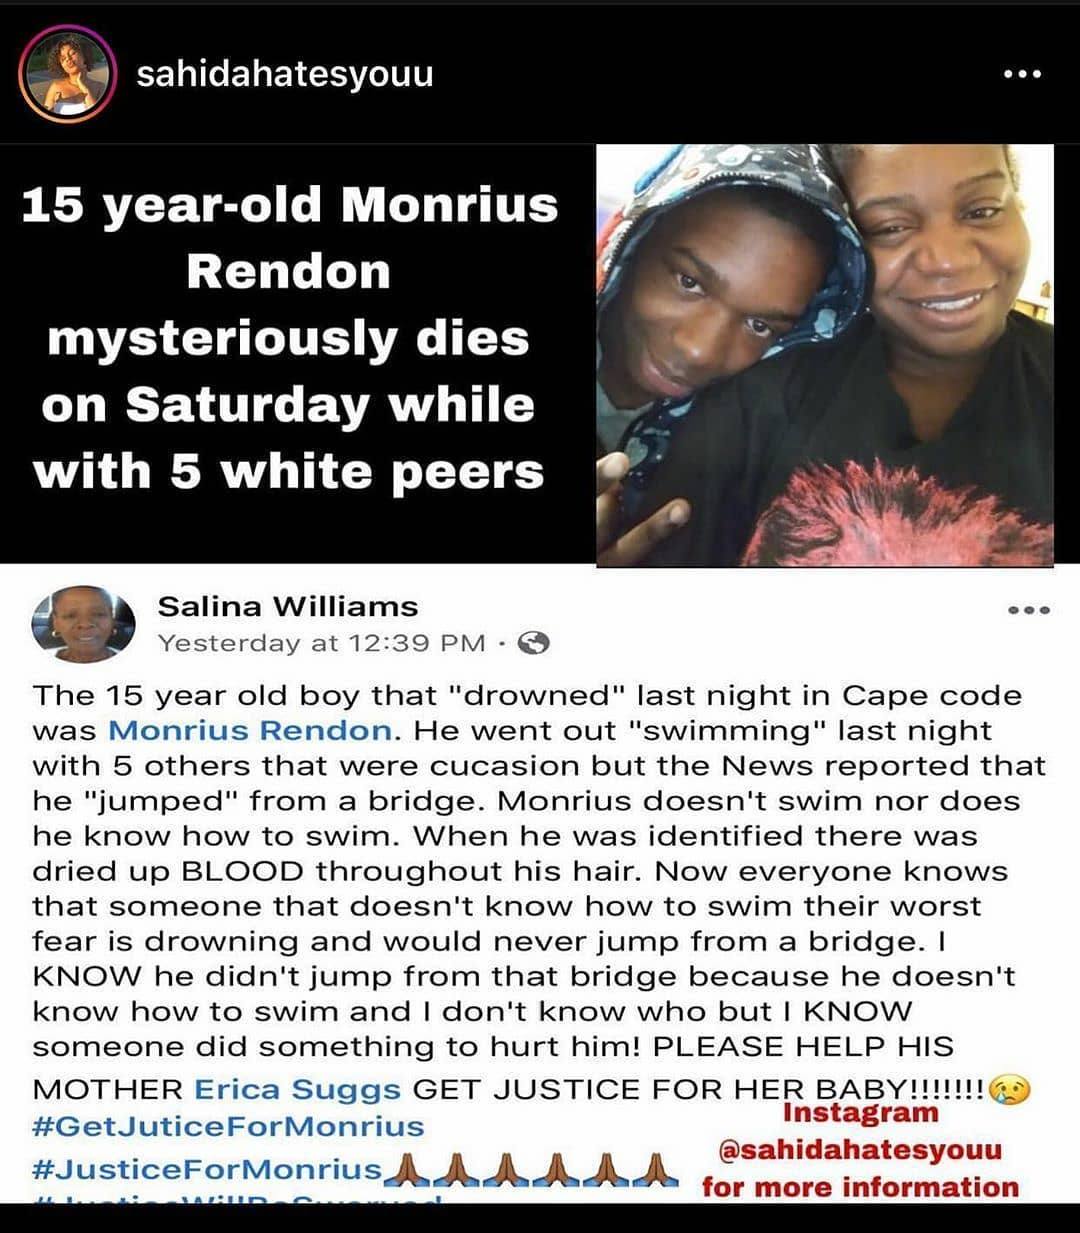 sahidahatesyouu
15 year-old Monrius
Rendon
mysteriously dies
on Saturday while
with 5 white peers
Salina Williams
Yesterday at 12:39 PM ·
The 15 year old boy that "drowned" last night in Cape code
was Monrius Rendon. He went out "swimming" last night
with 5 others that were cucasion but the News reported that
he "jumped" from a bridge. Monrius doesn't swim nor does
he know how to swim. When he was identified there was
dried up BLOOD throughout his hair. Now everyone knows
that someone that doesn't know how to swim their worst
fear is drowning and would never jump from a bridge. I
KNOW he didn't jump from that bridge because he doesn't
know how to swim and I don't know who but I KNOW
someone did something to hurt him! PLEASE HELP HIS
MOTHER Erica Suggs GET JUSTICE FOR HER BABY!!!!!!!😢
#GetJuticeForMonrius
#JusticeForMonrius🙏🏾🙏🏾🙏🏾🙏🏾🙏🏾🙏🏾
Instagram
@sahidahatesyouu
for more information